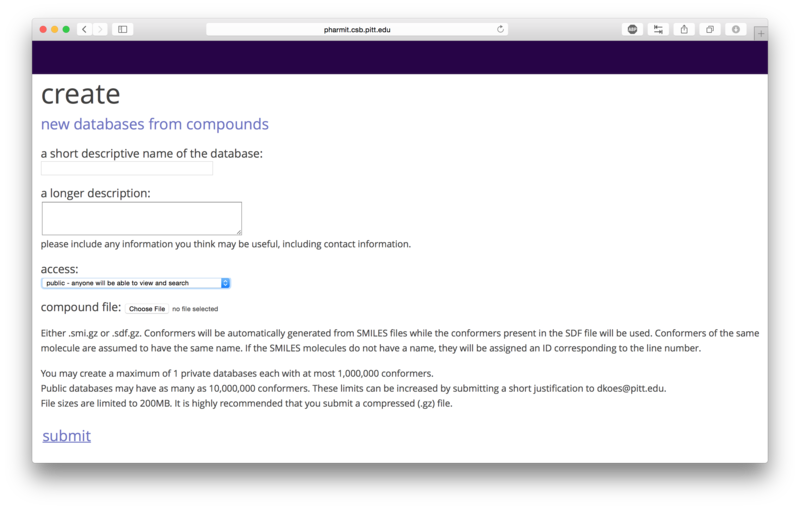 pharmit.csb.pitt.edu
create
new databases from compounds
a short descriptive name of the database:
a longer description:
please include any information you think may be useful, including contact information.
access:
public - anyone will be able to view and search
compound file: Choose File no file selected
Either .smi.gz or .sdf.gz. Conformers will be automatically generated from SMILES files while the conformers present in the SDF file will be used. Conformers of the same
molecule are assumed to have the same name. If the SMILES molecules do not have a name, they will be assigned an ID corresponding to the line number.
You may create a maximum of 1 private databases each with at most 1,000,000 conformers.
Public databases may have as many as 10,000,000 conformers. These limits can be increased by submitting a short justification to dkoes@pitt.edu.
File sizes are limited to 200MB. It is highly recommended that you submit a compressed (.gz) file.
submit